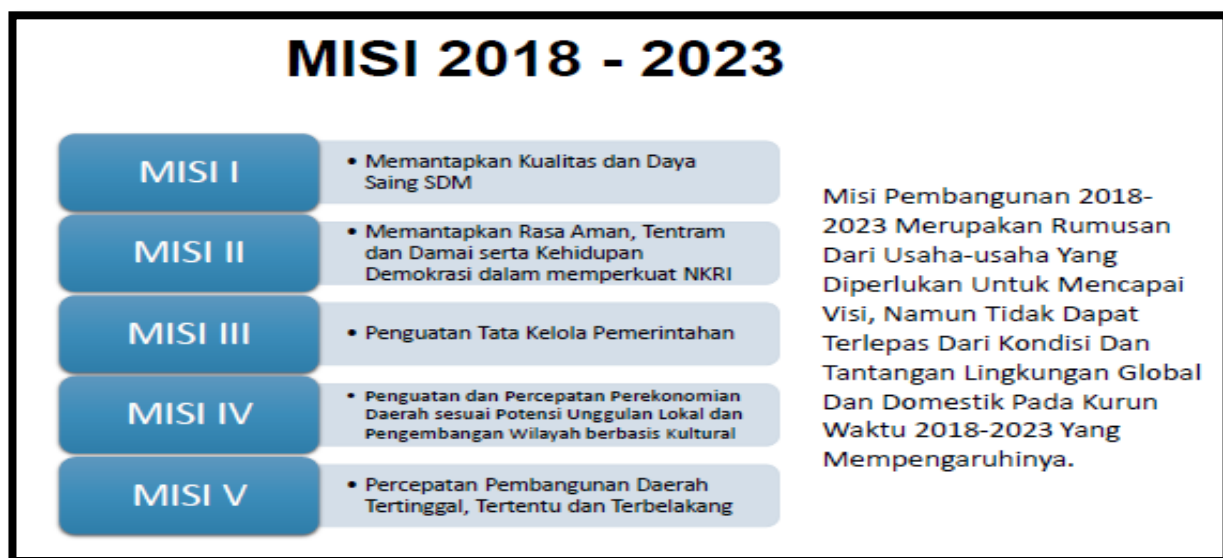 MISI 2018 - 2023
MISI I
• Memantapkan Kualitas dan Daya
Saing SDM
MISI II
• Memantapkan Rasa Aman, Tentram
dan Damai serta Kehidupan
Demokrasi dalam memperkuat NKRI
MISI III
• Penguatan Tata Kelola Pemerintahan
MISI IV
• Penguatan dan Percepatan Perekonomian
Daerah sesuai Potensi Unggulan Lokal dan
Pengembangan Wilayah berbasis Kultural
MISI V
• Percepatan Pembangunan Daerah
Tertinggal, Tertentu dan Terbelakang
Misi Pembangunan 2018-
2023 Merupakan Rumusan
Dari Usaha-usaha Yang
Diperlukan Untuk Mencapai
Visi, Namun Tidak Dapat
Terlepas Dari Kondisi Dan
Tantangan Lingkungan Global
Dan Domestik Pada Kurun
Waktu 2018-2023 Yang
Mempengaruhinya.